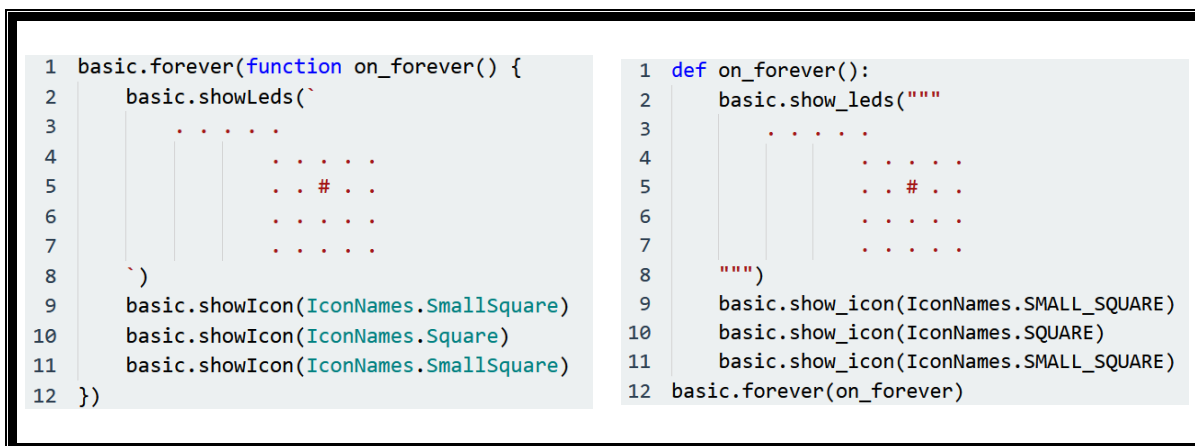 1 basic.forever(function on_forever() {
2     basic.showLeds(`
3         . . . . .
4                 . . . . .
5                 . . # . .
6                 . . . . .
7                 . . . . .
8     `)
9     basic.showIcon(IconNames.SmallSquare)
10     basic.showIcon(IconNames.Square)
11     basic.showIcon(IconNames.SmallSquare)
12 })
1 def on_forever():
2     basic.show_leds("""
3         . . . . .
4                 . . . . .
5                 . . # . .
6                 . . . . .
7                 . . . . .
8     """)
9     basic.show_icon(IconNames.SMALL_SQUARE)
10     basic.show_icon(IconNames.SQUARE)
11     basic.show_icon(IconNames.SMALL_SQUARE)
12 basic.forever(on_forever)